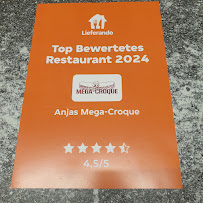 Lieferando
Top Bewertetes
Restaurant 2024
MEGA-CROQUE
Anjas Mega-Croque
4,5/5